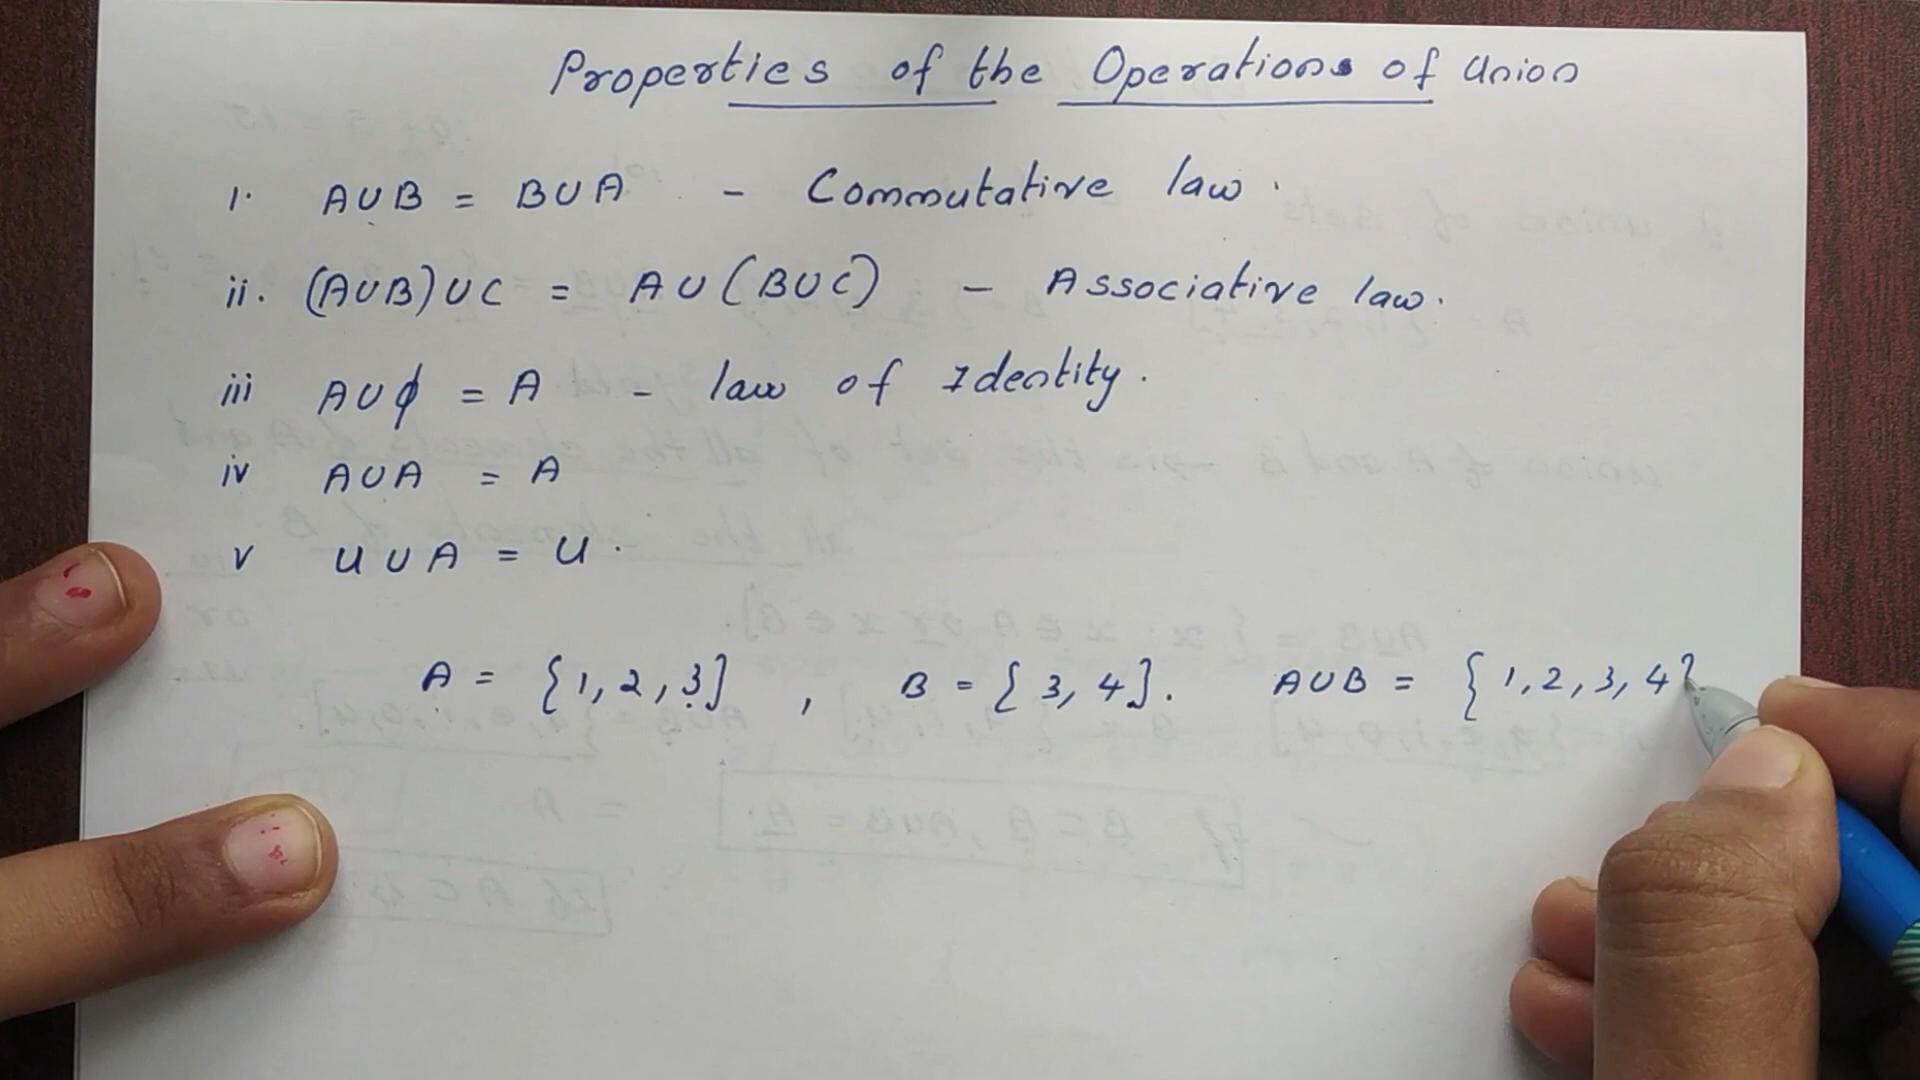 Properties of the Operations of Union
i. A∪B = B∪A - Commutative law.
ii. (A∪B)∪C = A∪(B∪C) - Associative law.
iii A∪ϕ = A - law of Identity.
iv A∪A = A
v U∪A = U.
A = {1,2,3} , B = {3,4}. A∪B = {1,2,3,4}